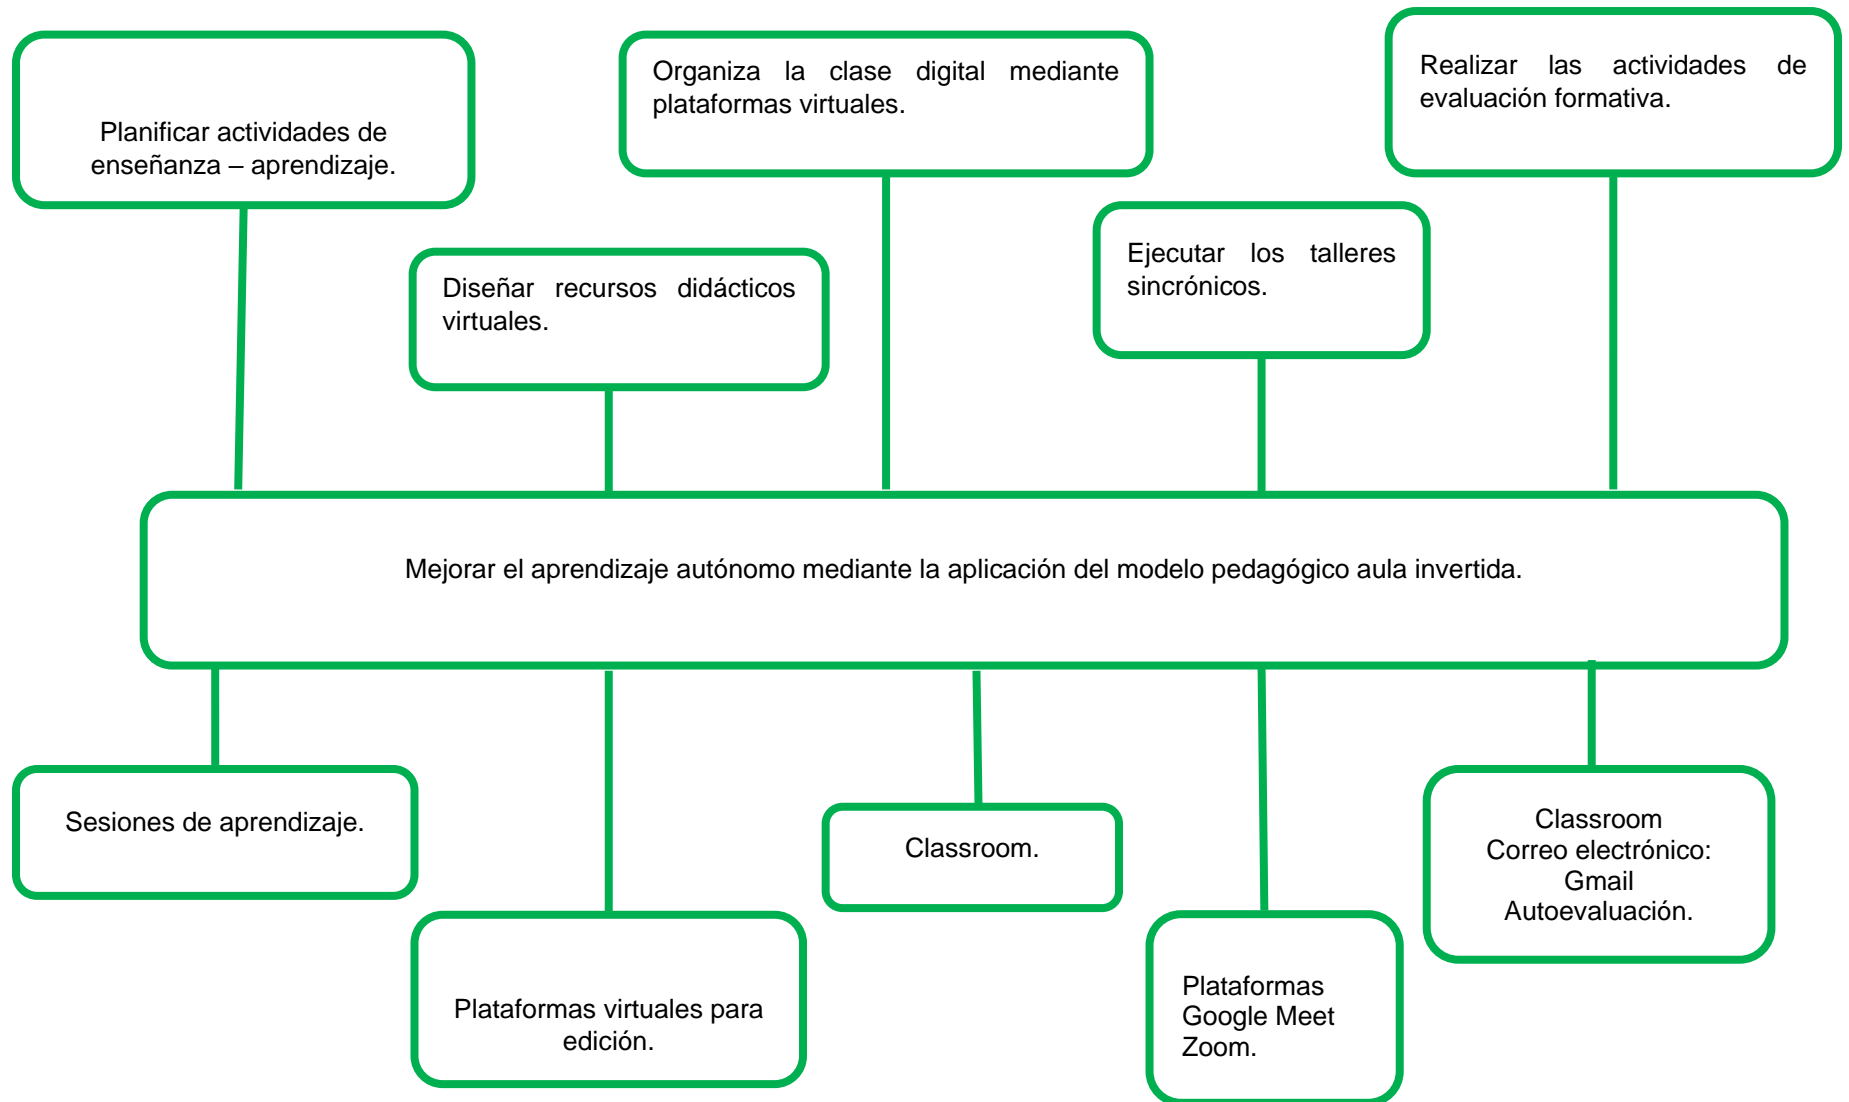 Planificar actividades de
enseñanza – aprendizaje.
Organiza la clase digital mediante
plataformas virtuales.
Realizar las actividades de
evaluación formativa.
Diseñar recursos didácticos
virtuales.
Ejecutar los talleres
sincrónicos.
Mejorar el aprendizaje autónomo mediante la aplicación del modelo pedagógico aula invertida.
Sesiones de aprendizaje.
Plataformas virtuales para
edición.
Classroom.
Plataformas
Google Meet
Zoom.
Classroom
Correo electrónico:
Gmail
Autoevaluación.